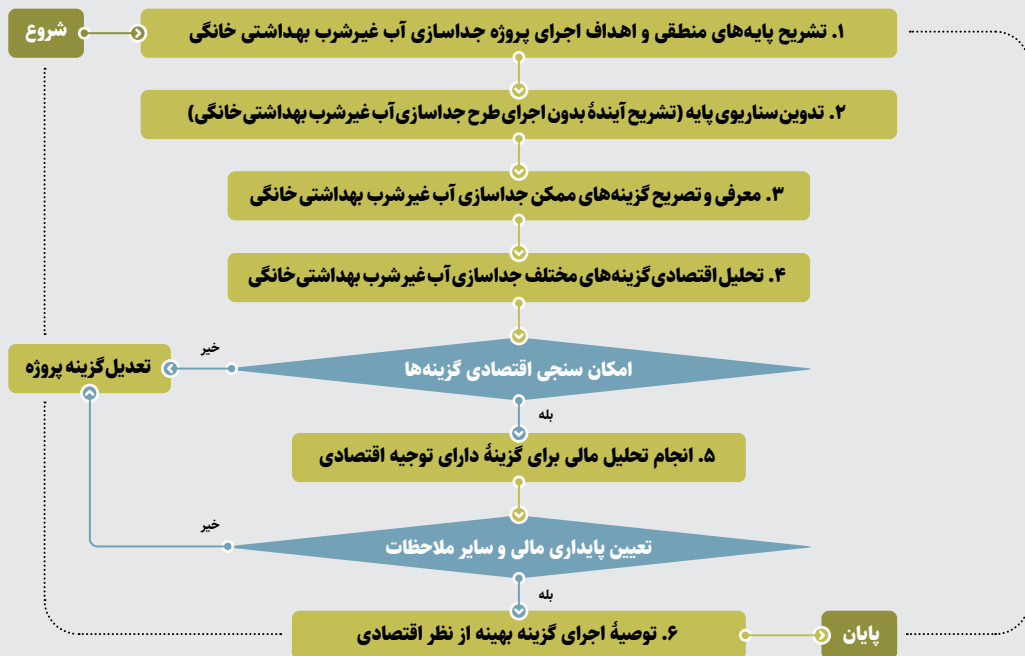 شروع
۱. تشریح پایه‌های منطقی و اهداف اجرای پروژه جداسازی آب غیرشرب بهداشتی خانگی
۲. تدوین سناریوی پایه (تشریح آیندۀ بدون اجرای طرح جداسازی آب غیرشرب بهداشتی خانگی)
۳. معرفی و تصریح گزینه‌های ممکن جداسازی آب غیرشرب بهداشتی خانگی
۴. تحلیل اقتصادی گزینه‌های مختلف جداسازی آب غیرشرب بهداشتی خانگی
امکان سنجی اقتصادی گزینه‌ها
خیر
تعدیل گزینه پروژه
بله
۵. انجام تحلیل مالی برای گزینۀ دارای توجیه اقتصادی
تعیین پایداری مالی و سایر ملاحظات
خیر
بله
۶. توصیۀ اجرای گزینه بهینه از نظر اقتصادی
پایان